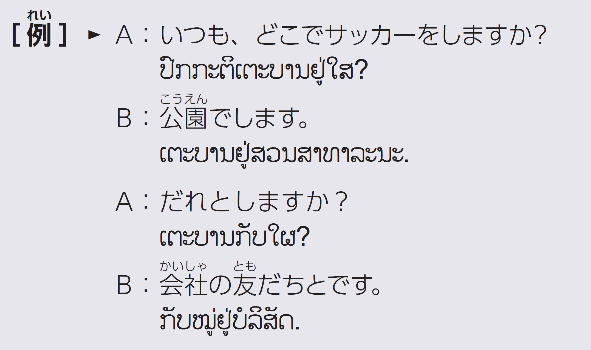 [例] ► A：いつも、どこでサッカーをしますか？
れい
ປົກກະຕິເຕະບານຢູ່ໃສ?
こうえん
B：公園でします。
ເຕະບານຢູ່ສວນສາທາລະນະ.
A：だれとしますか？
ເຕະບານກັບໃຜ?
かいしゃ とも
B：会社の友だちとです。
ກັບໝູ່ຢູ່ບໍລິສັດ.